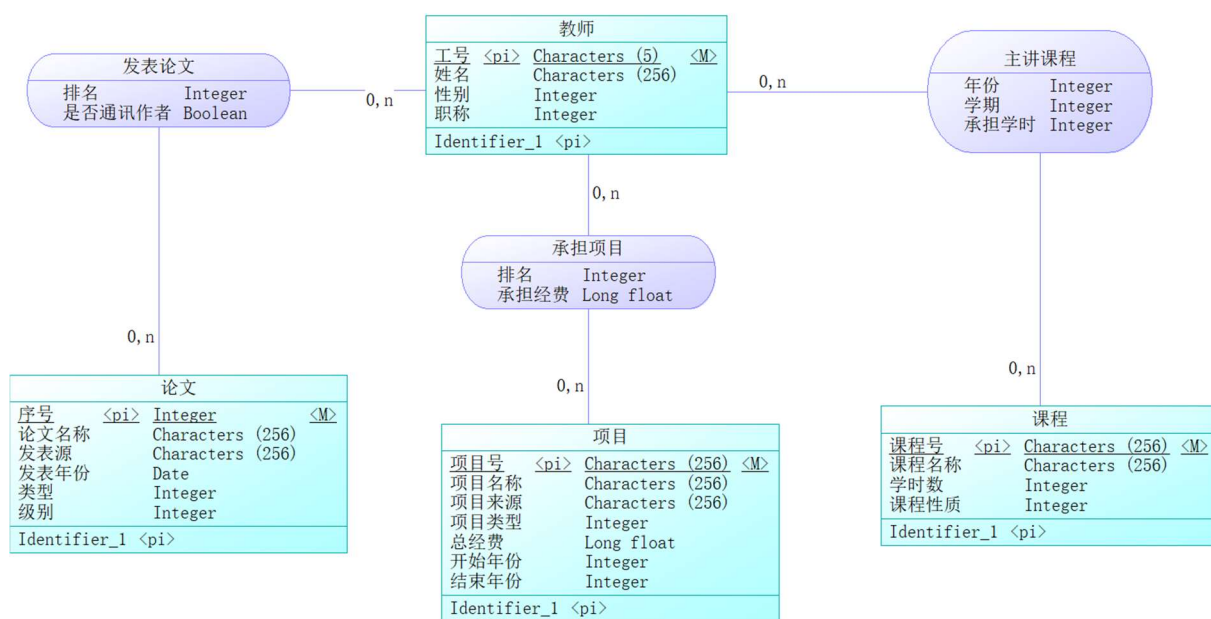 教师
工号 <pi> Characters (5) <M>
姓名 Characters (256)
性别 Integer
职称 Integer
Identifier_1 <pi>
发表论文
排名 Integer
是否通讯作者 Boolean
0,n
0,n
主讲课程
年份 Integer
学期 Integer
承担学时 Integer
0,n
承担项目
排名 Integer
承担经费 Long float
0,n
0,n
0,n
论文
序号 <pi> Integer <M>
论文名称 Characters (256)
发表源 Characters (256)
发表年份 Date
类型 Integer
级别 Integer
Identifier_1 <pi>
项目
项目号 <pi> Characters (256) <M>
项目名称 Characters (256)
项目来源 Characters (256)
项目类型 Integer
总经费 Long float
开始年份 Integer
结束年份 Integer
Identifier_1 <pi>
课程
课程号 <pi> Characters (256) <M>
课程名称 Characters (256)
学时数 Integer
课程性质 Integer
Identifier_1 <pi>